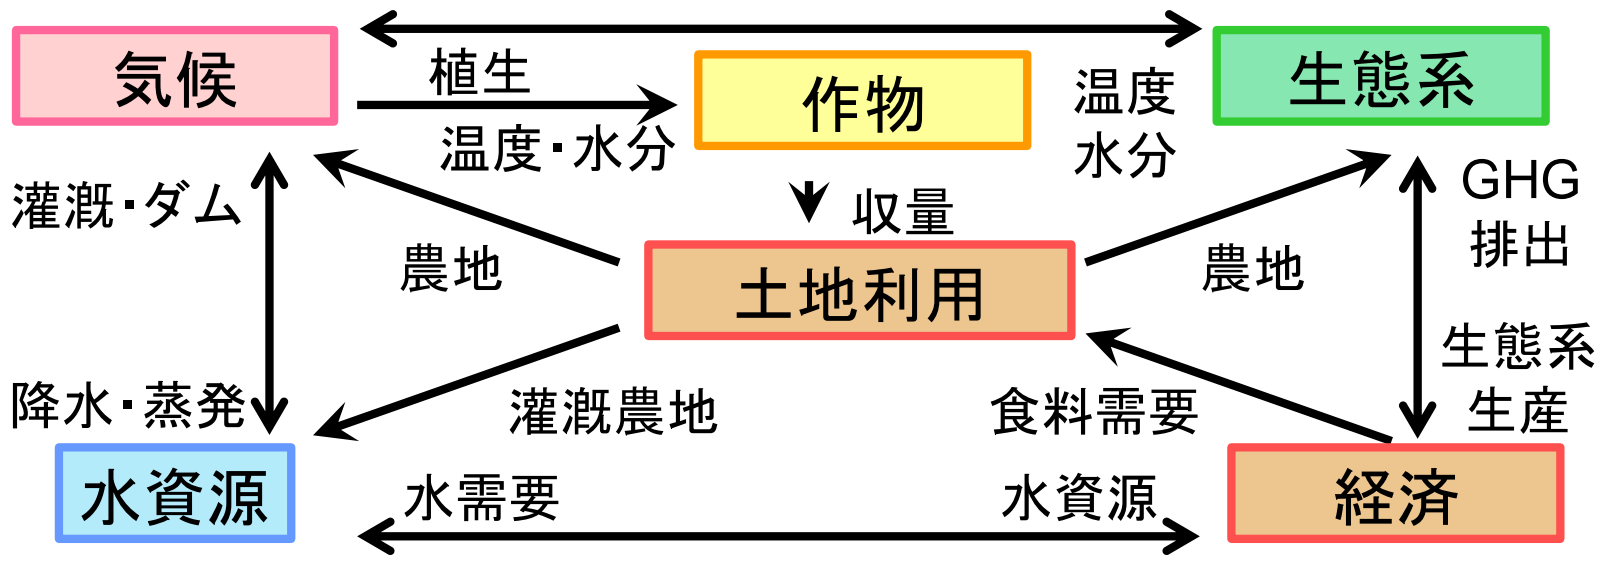 気候
植生
作物
温度
水分
生態系
温度・水分
灌漑・ダム
収量
GHG
排出
農地
土地利用
農地
降水・蒸発
灌漑農地
食料需要
生態系
生産
水資源
水需要
水資源
経済